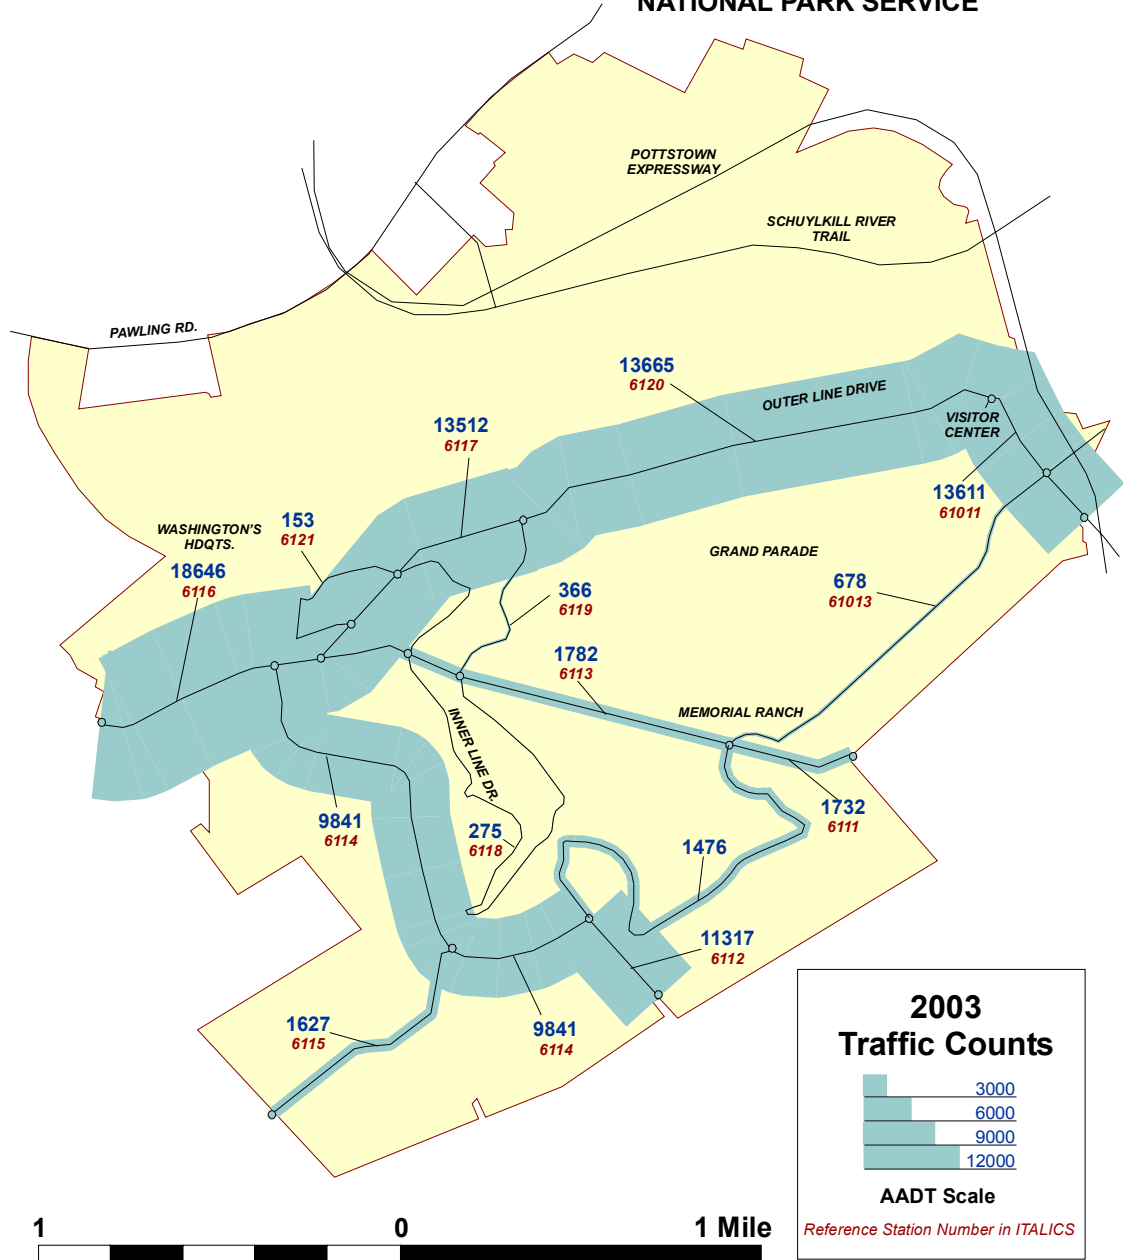 NATIONAL PARK SERVICE
POTTSTOWN
EXPRESSWAY
SCHUYLKILL RIVER
TRAIL
PAWLING RD.
13665
6120
OUTER LINE DRIVE
13512
6117
VISITOR
CENTER
13611
61011
153
6121
WASHINGTON'S
HDQTS.
18646
6116
GRAND PARADE
366
6119
678
61013
1782
6113
MEMORIAL RANCH
INNER LINE DR.
9841
6114
275
6118
1732
6111
1476
11317
6112
1627
6115
9841
6114
2003
Traffic Counts
3000
6000
9000
12000
AADT Scale
Reference Station Number in ITALICS
1 0 1 Mile